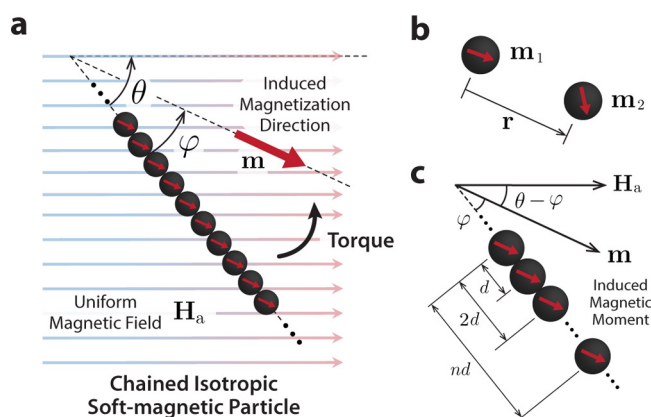 a
θ
Induced
Magnetization
Direction
φ
m
Torque
Uniform
Magnetic Field
Hₐ
Chained Isotropic
Soft-magnetic Particle
b
m₁
m₂
r
c
Hₐ
θ − φ
φ
m
d
2d
nd
Induced
Magnetic
Moment